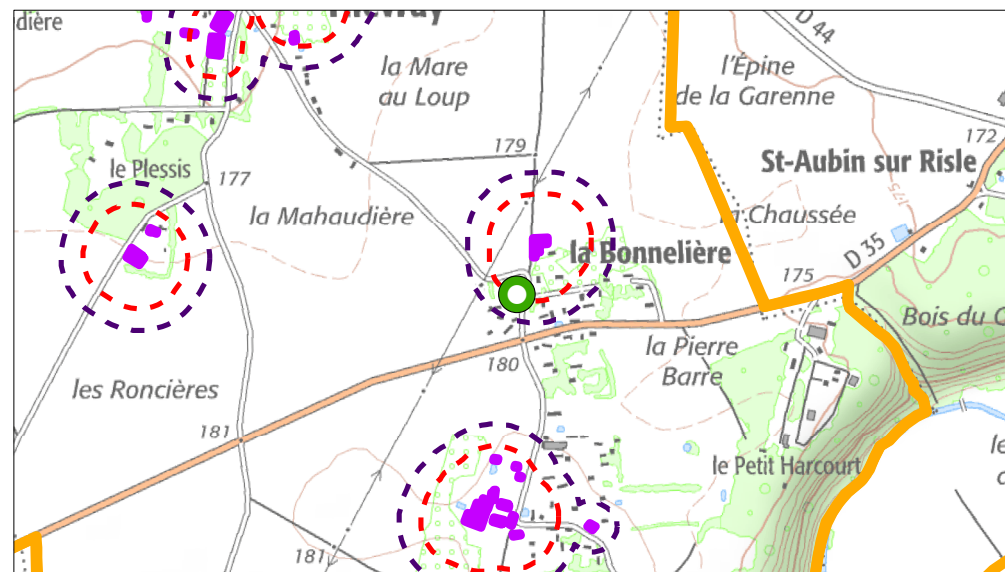 dière
D 44
la Mare
au Loup
l'Épine
de la Garenne
179
172
St-Aubin sur Risle
le Plessis
177
175
la Mahaudière
la Chaussée
la Bonnelière
D 35
175
Bois du
180
la Pierre
Barre
les Roncières
181
le Petit Harcourt
181